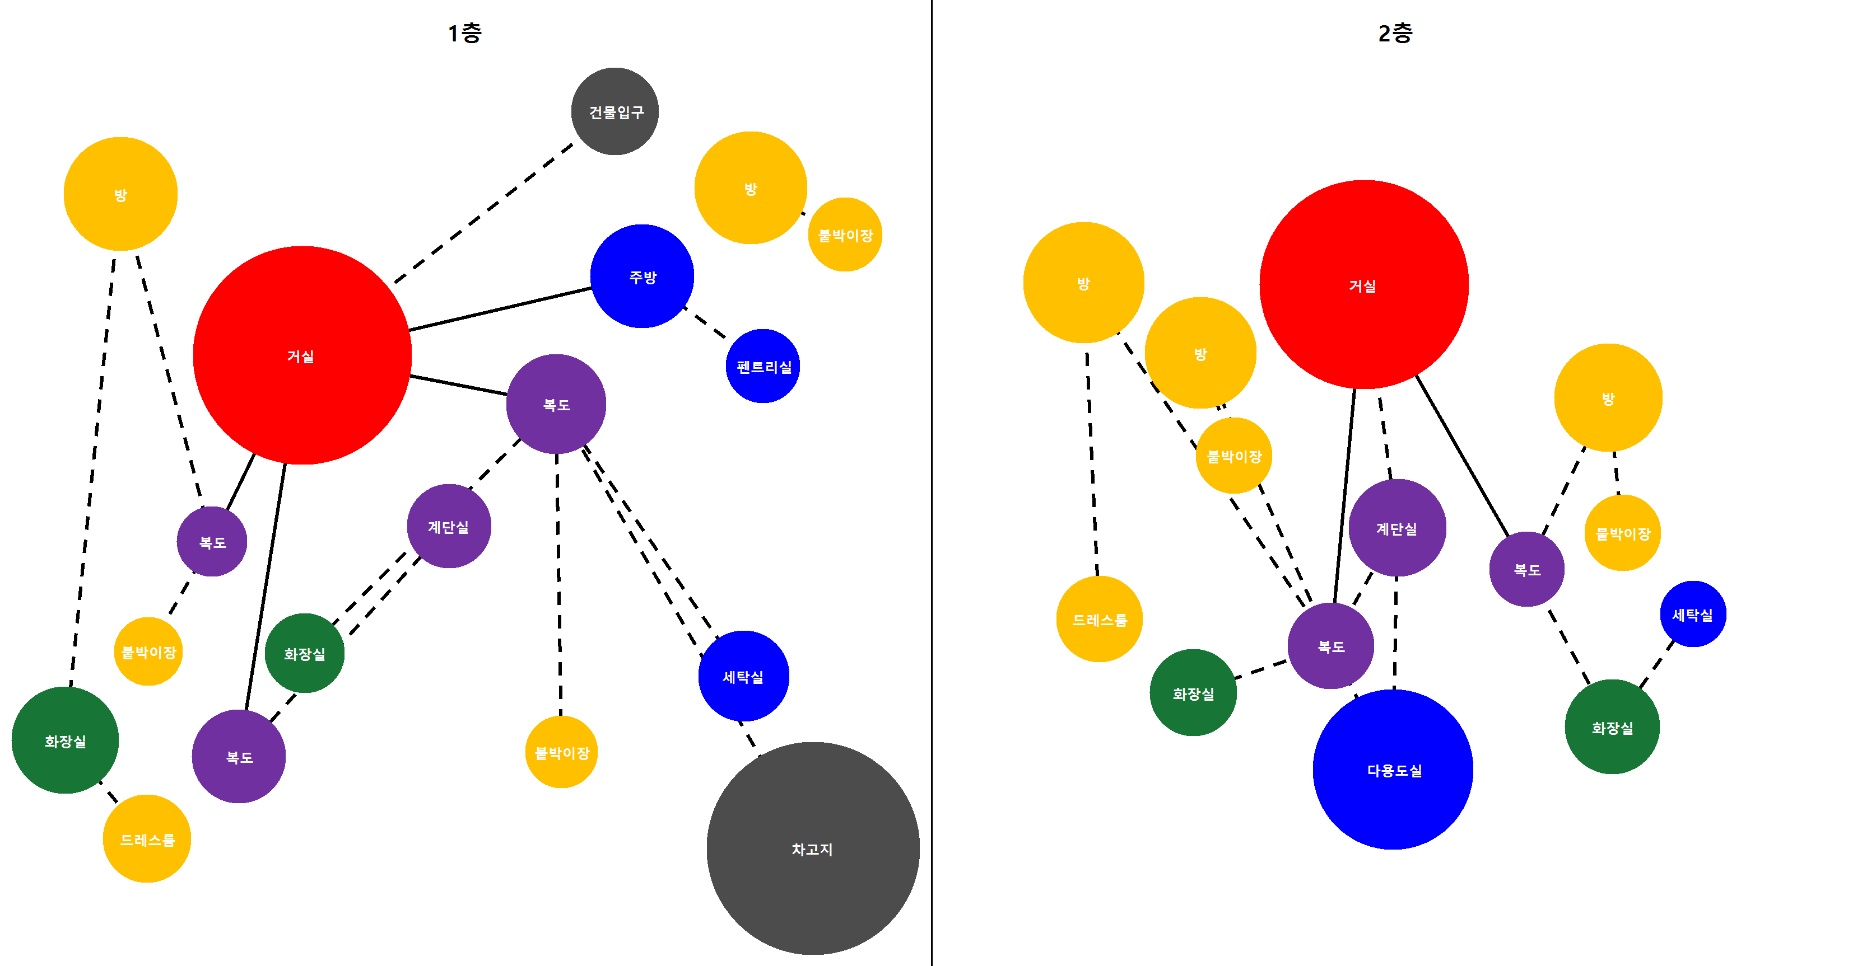 1층
건물입구
방
방
붙박이장
주방
거실
펜트리실
복도
계단실
복도
붙박이장
화장실
세탁실
화장실
복도
붙박이장
드레스룸
차고지
2층
방
거실
방
방
붙박이장
계단실
붙박이장
복도
드레스룸
세탁실
복도
화장실
화장실
다용도실